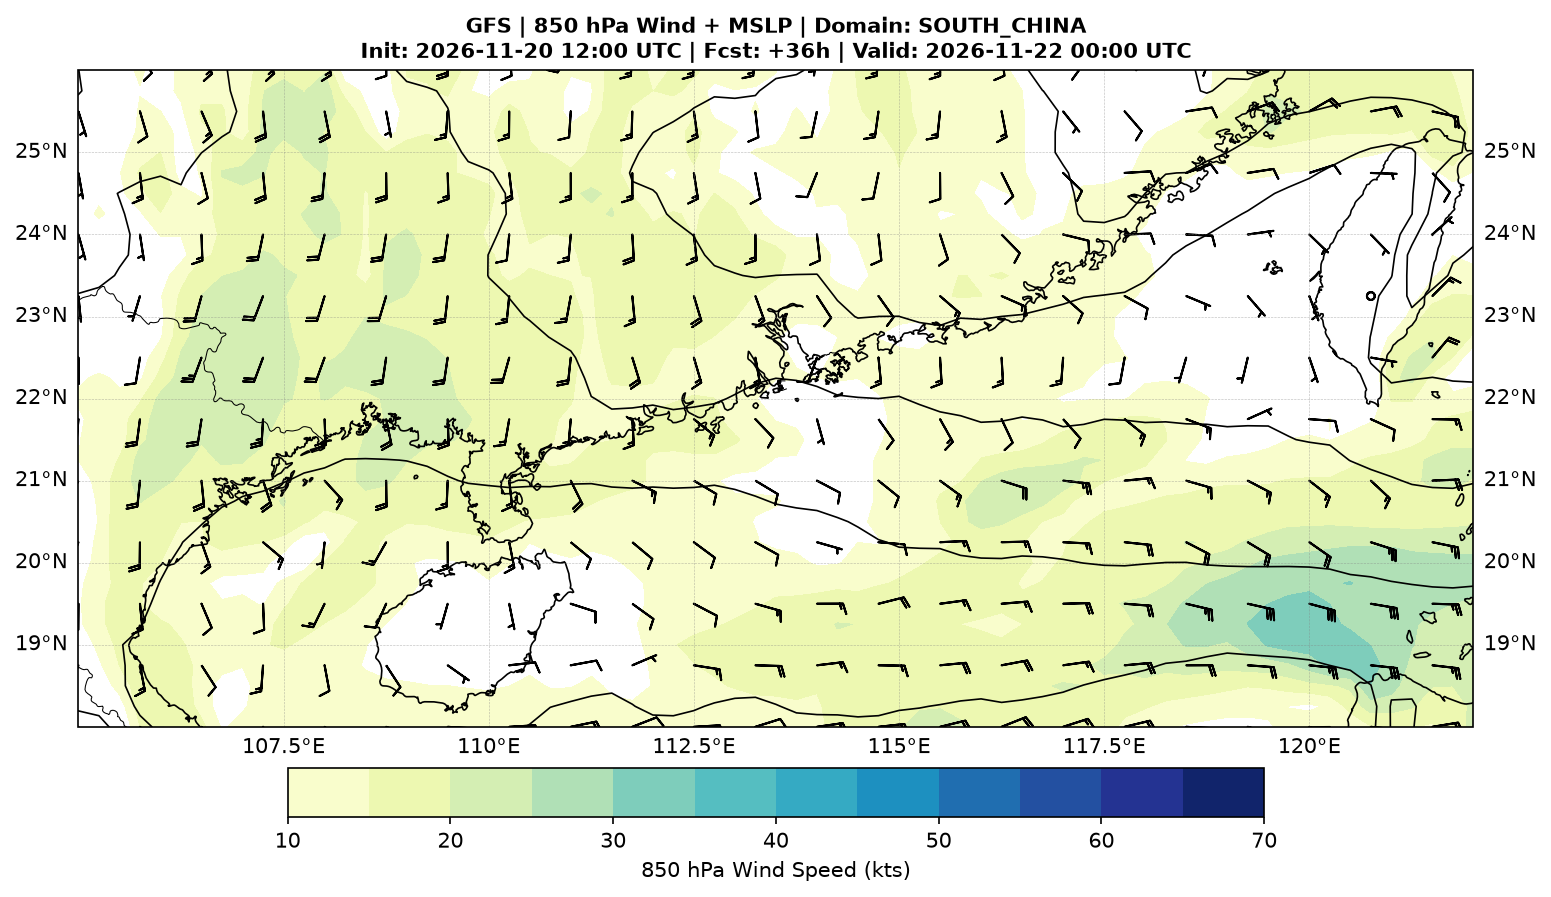 GFS | 850 hPa Wind + MSLP | Domain: SOUTH_CHINA
Init: 2026-11-20 12:00 UTC | Fcst: +36h | Valid: 2026-11-22 00:00 UTC
25°N 25°N
24°N 24°N
23°N 23°N
22°N 22°N
21°N 21°N
20°N 20°N
19°N 19°N
107.5°E 110°E 112.5°E 115°E 117.5°E 120°E
10 20 30 40 50 60 70
850 hPa Wind Speed (kts)